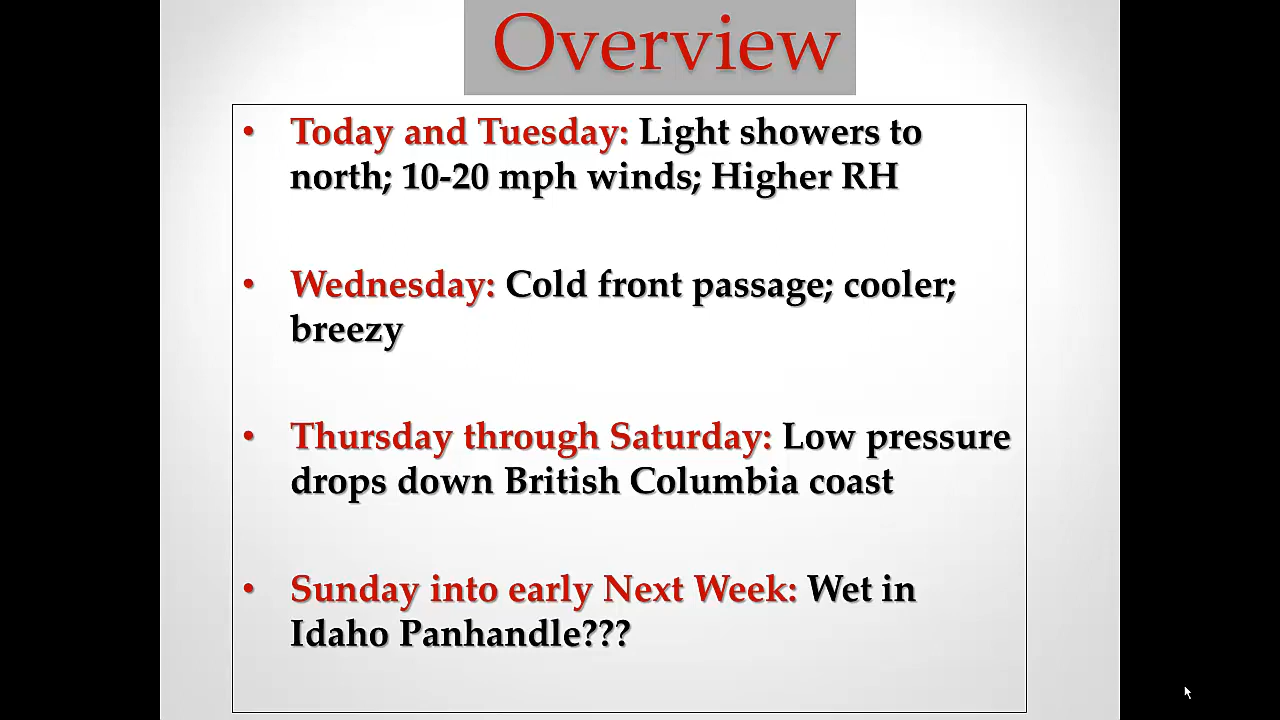 Overview
• Today and Tuesday: Light showers to
north; 10-20 mph winds; Higher RH
• Wednesday: Cold front passage; cooler;
breezy
• Thursday through Saturday: Low pressure
drops down British Columbia coast
• Sunday into early Next Week: Wet in
Idaho Panhandle???